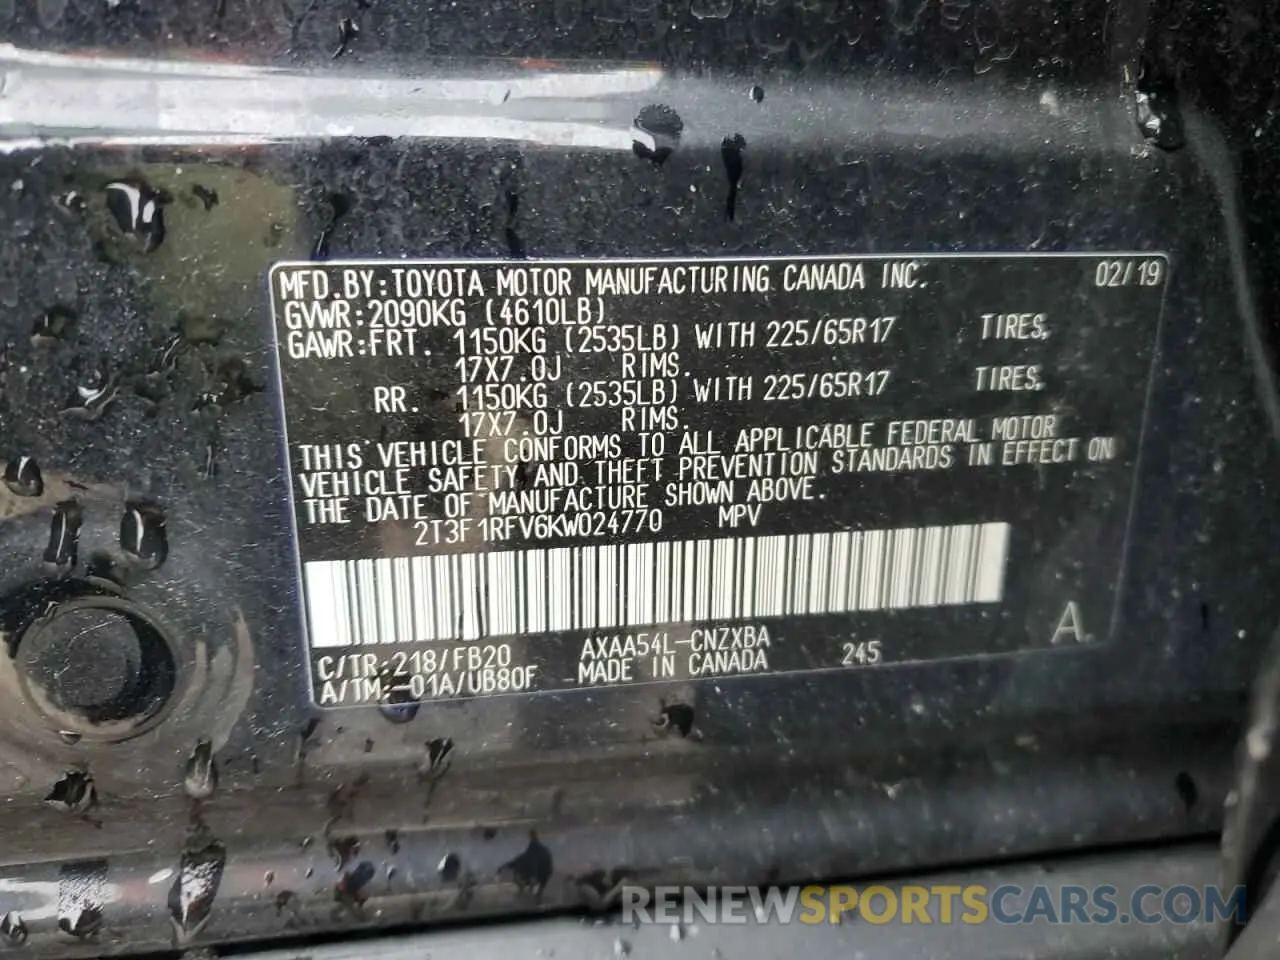 MFD.BY:TOYOTA MOTOR MANUFACTURING CANADA INC. 02/19
GVWR:2090KG (4610LB)
GAWR:FRT. 1150KG (2535LB) WITH 225/65R17 TIRES,
17X7.0J RIMS.
RR. 1150KG (2535LB) WITH 225/65R17 TIRES,
17X7.0J RIMS.
THIS VEHICLE CONFORMS TO ALL APPLICABLE FEDERAL MOTOR
VEHICLE SAFETY AND THEFT PREVENTION STANDARDS IN EFFECT ON
THE DATE OF MANUFACTURE SHOWN ABOVE.
2T3F1RFV6KW024770 MPV
C/TR:218/FB20 AXAA54L-CNZXBA 245 A
A/TM:-01A/UB80F MADE IN CANADA
RENEWSPORTSCARS.COM